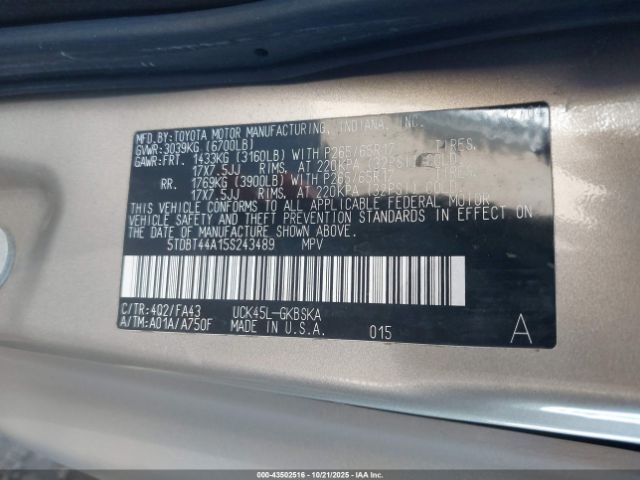 MFD.BY:TOYOTA MOTOR MANUFACTURING, INDIANA, INC.
GVWR:3039KG (6700LB)
GAWR:FRT. 1433KG (3160LB) WITH P265/65R17 TIRES,
17X7.5JJ RIMS, AT 220KPA (32PSI) COLD
RR. 1769KG (3900LB) WITH P265/65R17 TIRES,
17X7.5JJ RIMS, AT 220KPA (32PSI) COLD
THIS VEHICLE CONFORMS TO ALL APPLICABLE FEDERAL MOTOR
VEHICLE SAFETY AND THEFT PREVENTION STANDARDS IN EFFECT ON
THE DATE OF MANUFACTURE SHOWN ABOVE.
5TDBT44A15S243489 MPV
C/TR:4Q2/FA43 UCK45L-GKBSKA
A/TM:A01A/A750F MADE IN U.S.A. 015 A
000-43502516 - 10/21/2025 - IAAI.com